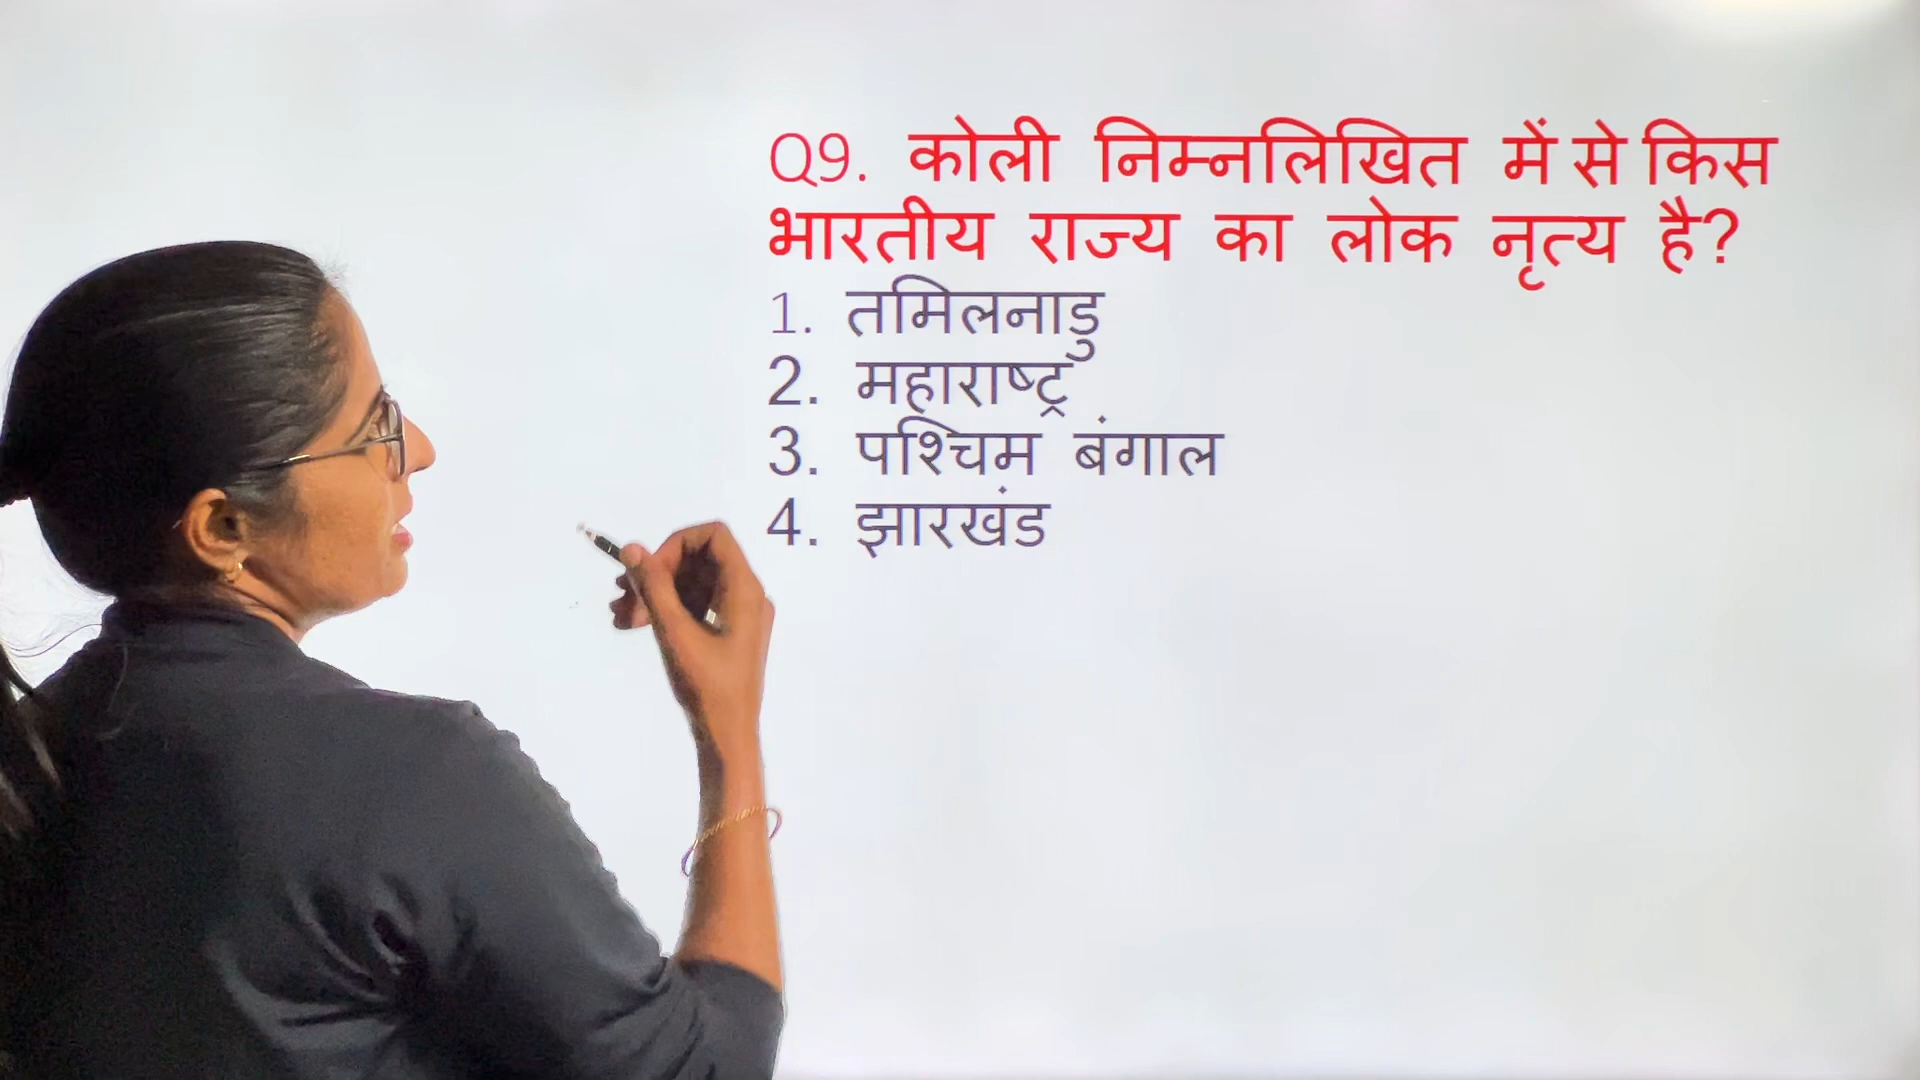 Q9. कोली निम्नलिखित में से किस
भारतीय राज्य का लोक नृत्य है?
1. तमिलनाडु
2. महाराष्ट्र
3. पश्चिम बंगाल
4. झारखंड